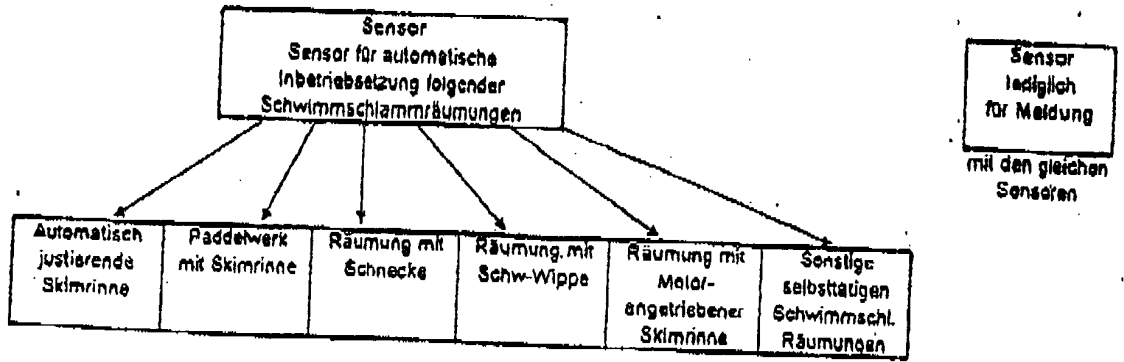 Sensor
Sensor für automatische
Inbetriebsetzung folgender
Schwimmschlammräumungen
Sensor
lediglich
für Meldung
mit den gleichen
Sensoren
Automatisch
justierende
Skimrinne
Paddelwerk
mit Skimrinne
Räumung mit
Schnecke
Räumung, mit
Schw-Wippe
Räumung mit
Motor-
angetriebener
Skimrinne
Sonstige
selbsttätigen
Schwimmschl.
Räumungen